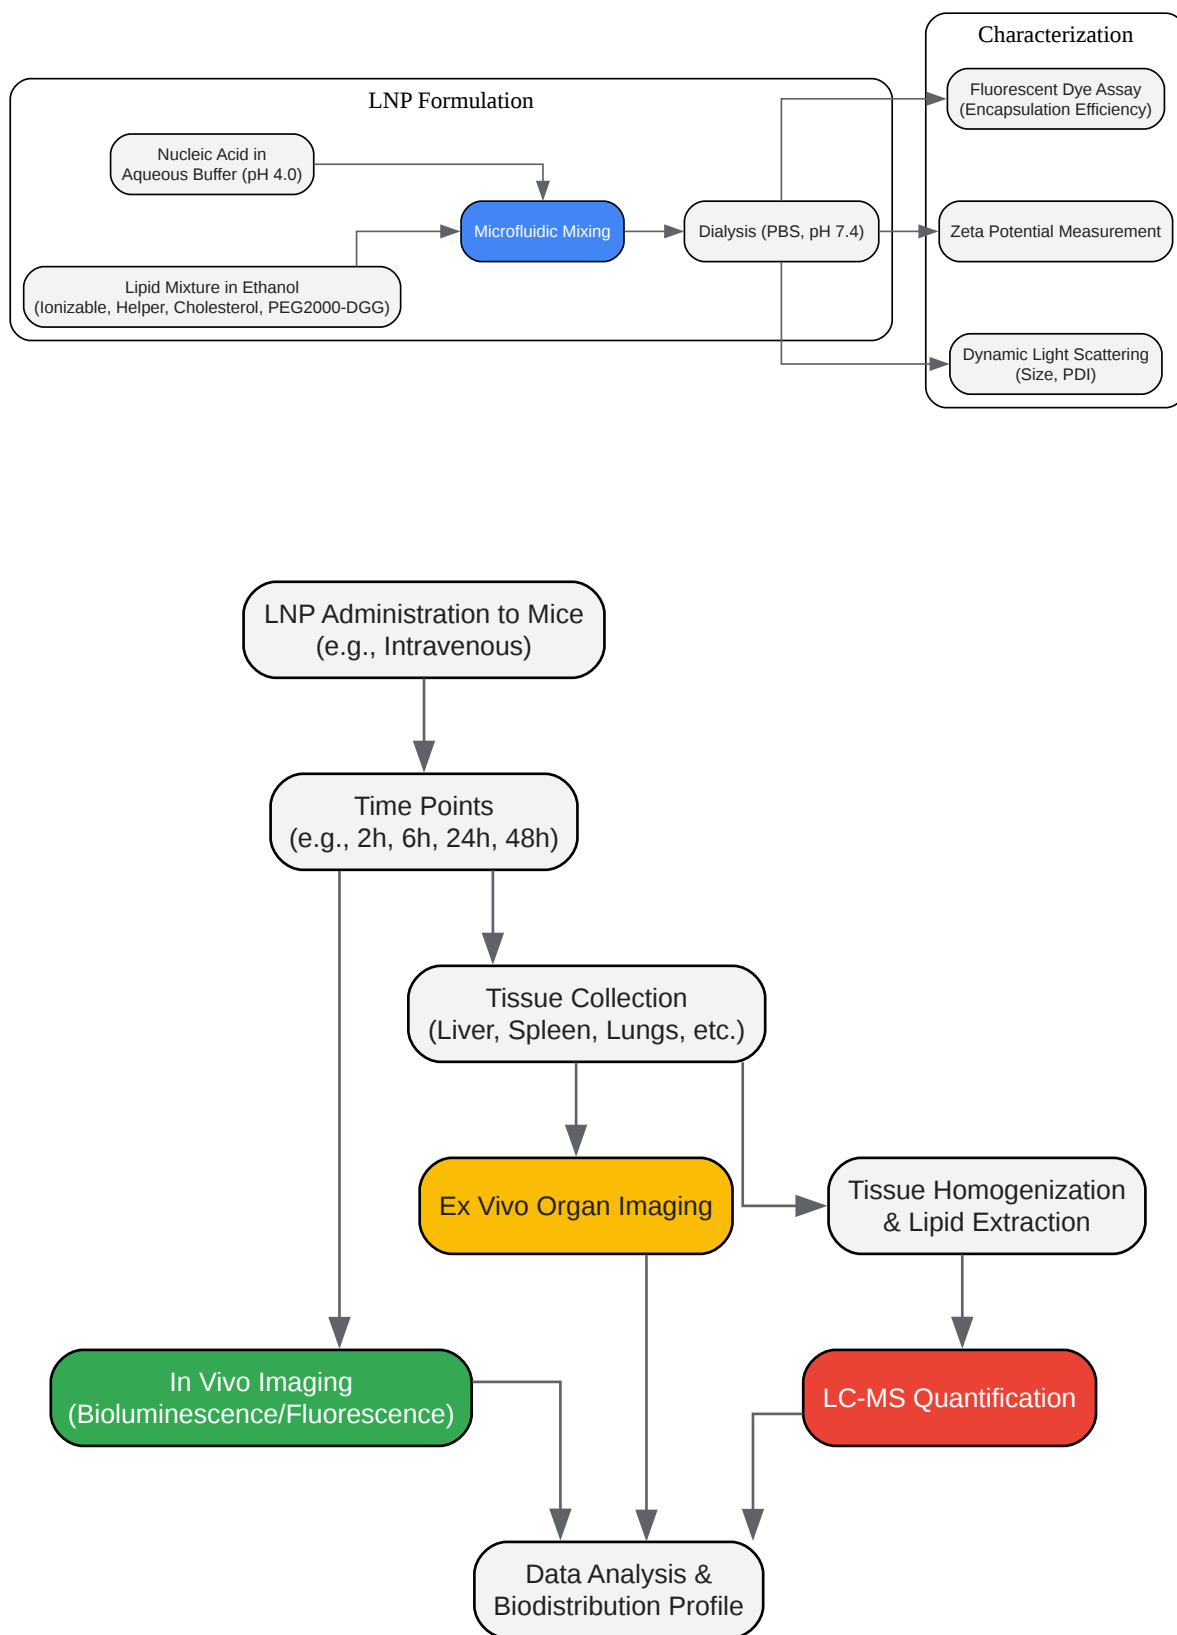 LNP Formulation
Nucleic Acid in
Aqueous Buffer (pH 4.0)
Lipid Mixture in Ethanol
(Ionizable, Helper, Cholesterol, PEG2000-DGG)
Microfluidic Mixing
Dialysis (PBS, pH 7.4)
Characterization
Fluorescent Dye Assay
(Encapsulation Efficiency)
Zeta Potential Measurement
Dynamic Light Scattering
(Size, PDI)
LNP Administration to Mice
(e.g., Intravenous)
Time Points
(e.g., 2h, 6h, 24h, 48h)
Tissue Collection
(Liver, Spleen, Lungs, etc.)
Ex Vivo Organ Imaging
Tissue Homogenization
& Lipid Extraction
In Vivo Imaging
(Bioluminescence/Fluorescence)
LC-MS Quantification
Data Analysis &
Biodistribution Profile